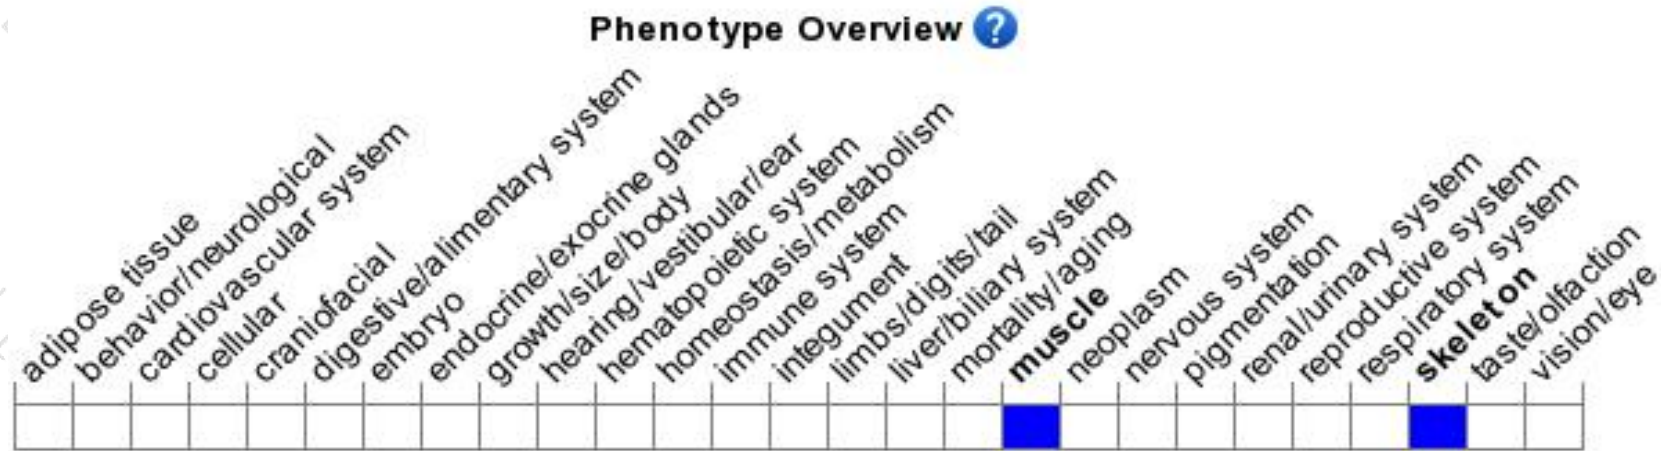 Phenotype Overview ?
adipose tissue
behavior/neurological
cardiovascular system
cellular
craniofacial
digestive/alimentary system
embryo
endocrine/exocrine glands
growth/size/body
hearing/vestibular/ear
hematopoietic system
homeostasis/metabolism
immune system
integument
limbs/digits/tail
liver/biliary system
mortality/aging
muscle
neoplasm
nervous system
pigmentation
renal/urinary system
reproductive system
respiratory system
skeleton
taste/olfaction
vision/eye